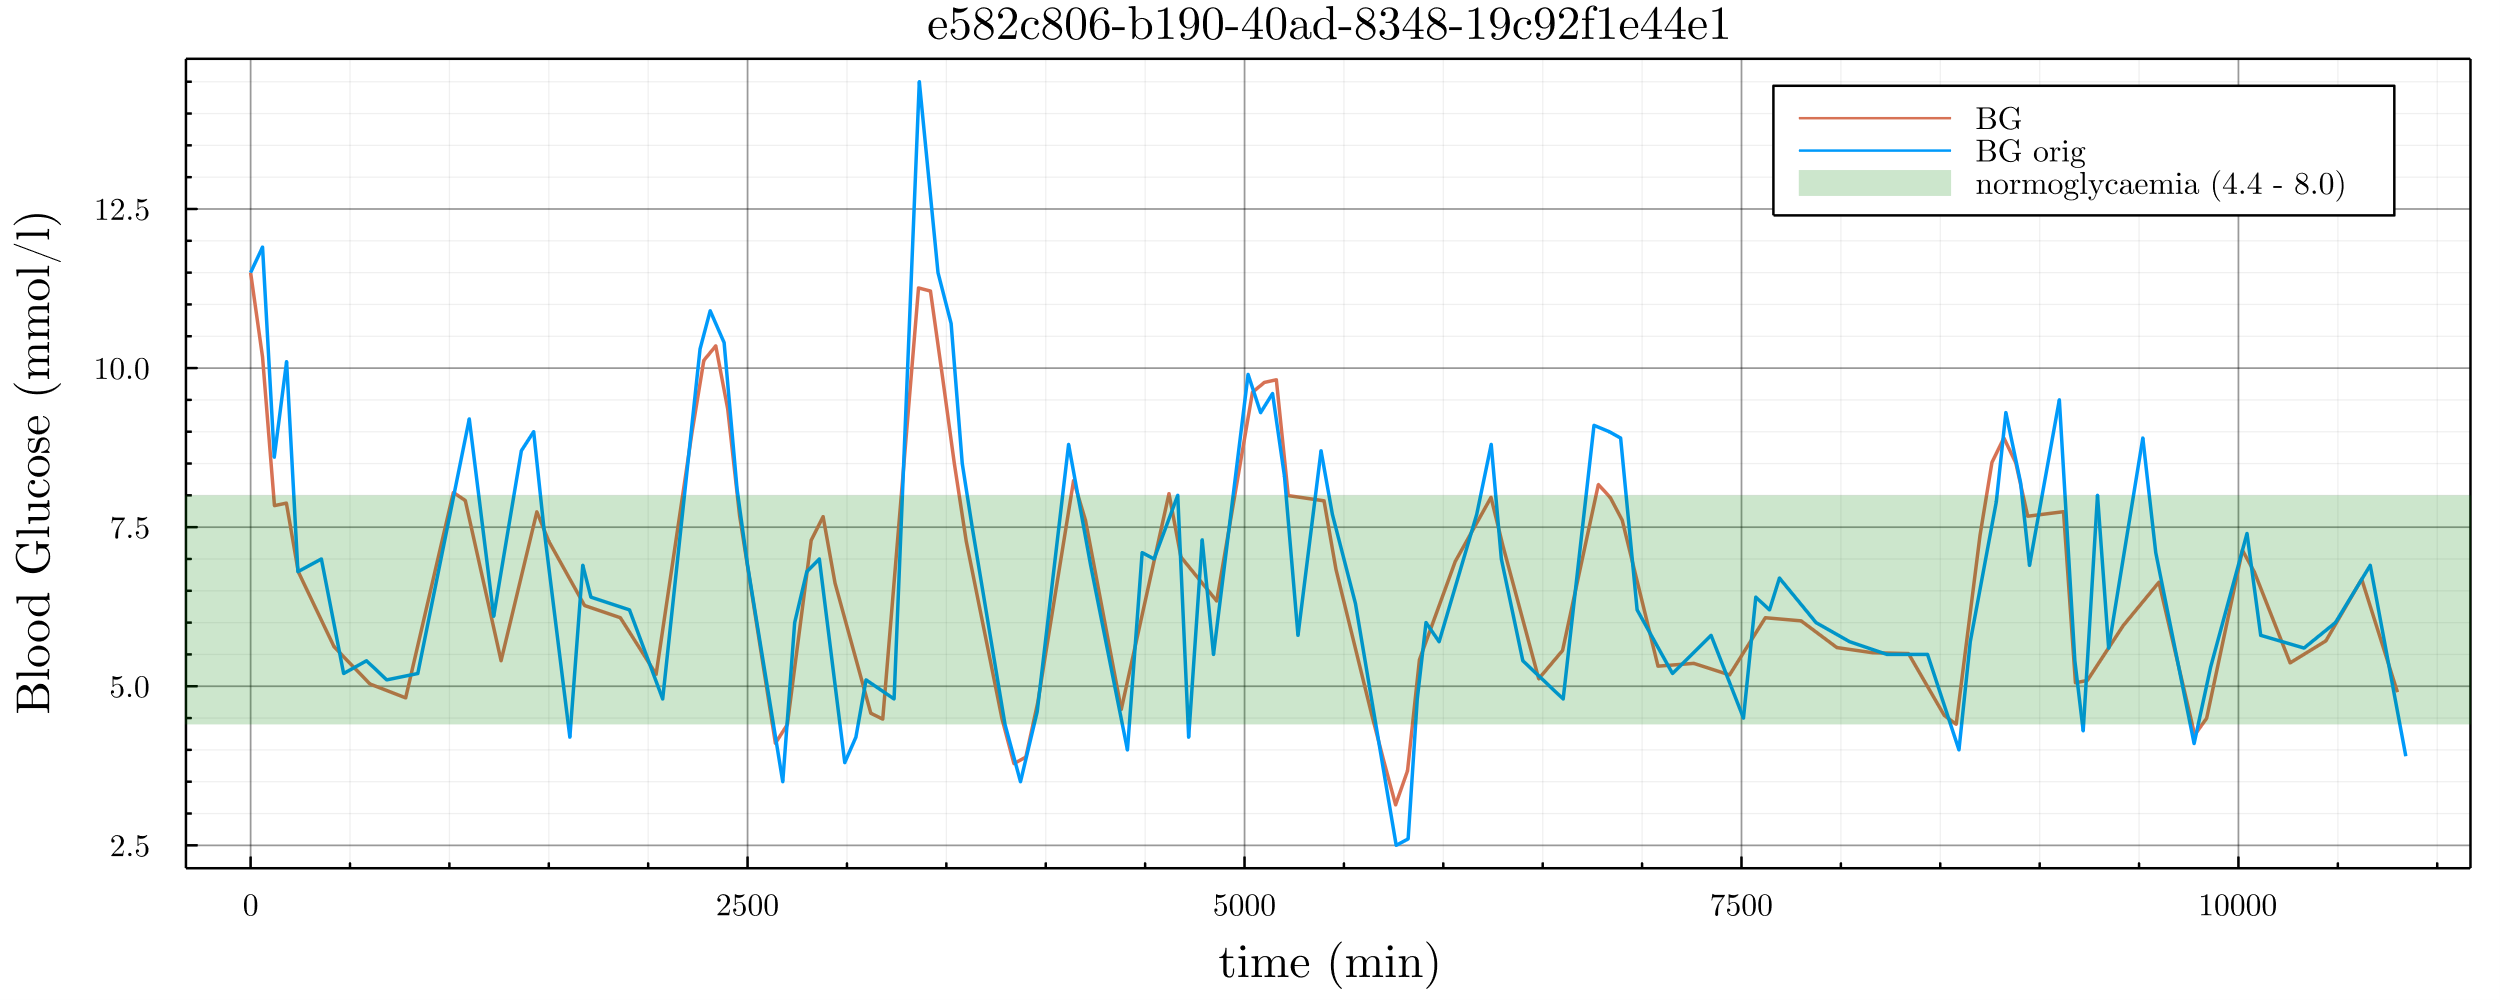 e582c806-b190-40ad-8348-19c92f1e44e1
BG
BG orig
normoglycaemia (4.4 - 8.0)
Blood Glucose (mmol/l)
12.5
10.0
7.5
5.0
2.5
0
2500
5000
7500
10000
time (min)